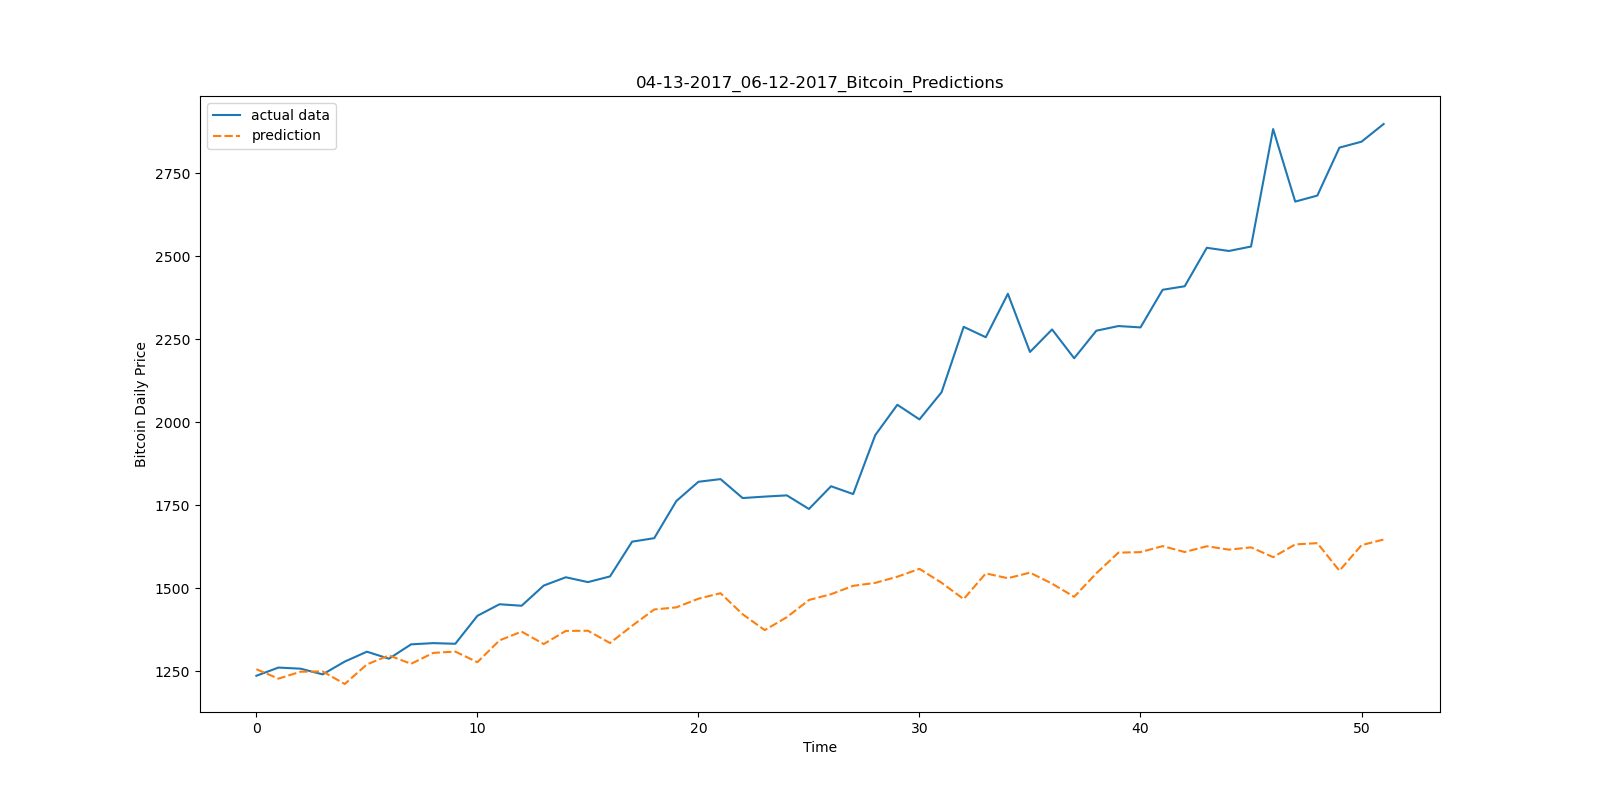 04-13-2017_06-12-2017_Bitcoin_Predictions
actual data
prediction
Bitcoin Daily Price
2750
2500
2250
2000
1750
1500
1250
0 10 20 30 40 50
Time